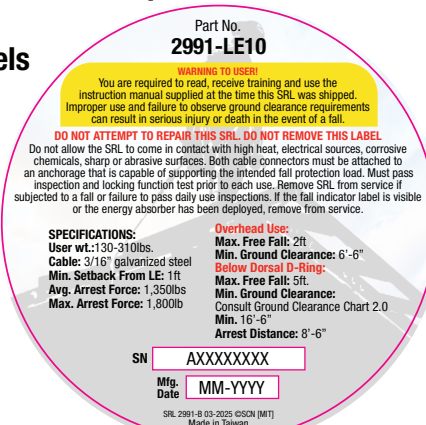 els
Part No.
2991-LE10
WARNING TO USER!
You are required to read, receive training and use the
instruction manual supplied at the time this SRL was shipped.
Improper use and failure to observe ground clearance requirements
can result in serious injury or death in the event of a fall.
DO NOT ATTEMPT TO REPAIR THIS SRL. DO NOT REMOVE THIS LABEL
Do not allow the SRL to come in contact with high heat, electrical sources, corrosive
chemicals, sharp or abrasive surfaces. Both cable connectors must be attached to
an anchorage that is capable of supporting the intended fall protection load. Must pass
inspection and locking function test prior to each use. Remove SRL from service if
subjected to a fall or failure to pass daily use inspections. If the fall indicator label is visible
or the energy absorber has been deployed, remove from service.
SPECIFICATIONS:
User wt.:130-310lbs.
Cable: 3/16” galvanized steel
Min. Setback From LE: 1ft
Avg. Arrest Force: 1,350lbs
Max. Arrest Force: 1,800lb
Overhead Use:
Max. Free Fall: 2ft
Min. Ground Clearance: 6’-6”
Below Dorsal D-Ring:
Max. Free Fall: 5ft.
Min. Ground Clearance:
Consult Ground Clearance Chart 2.0
Min. 16’-6”
Arrest Distance: 8’-6”
SN AXXXXXXXX
Mfg. Date MM-YYYY
SRL 2991-B 03-2025 ©SCN [MIT]
Made in Taiwan